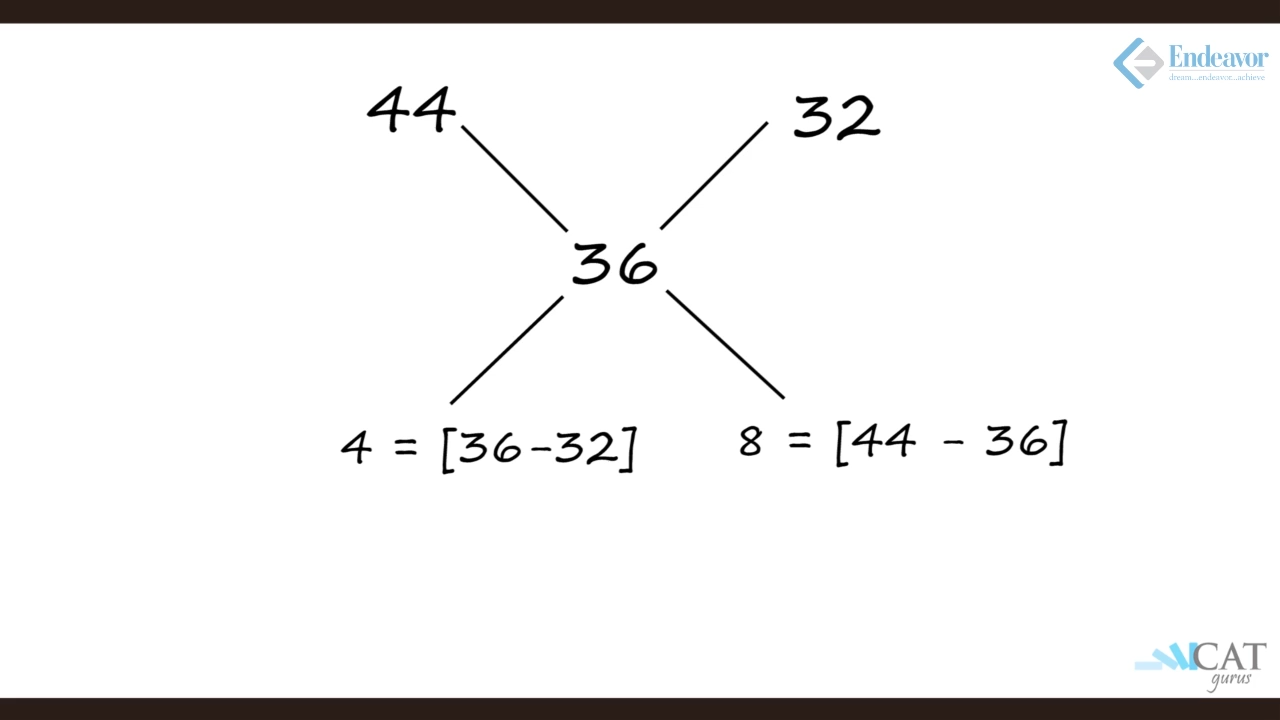 Endeavor
dream...endeavor...achieve
44 32
36
4 = [36-32] 8 = [44 - 36]
CAT
gurus